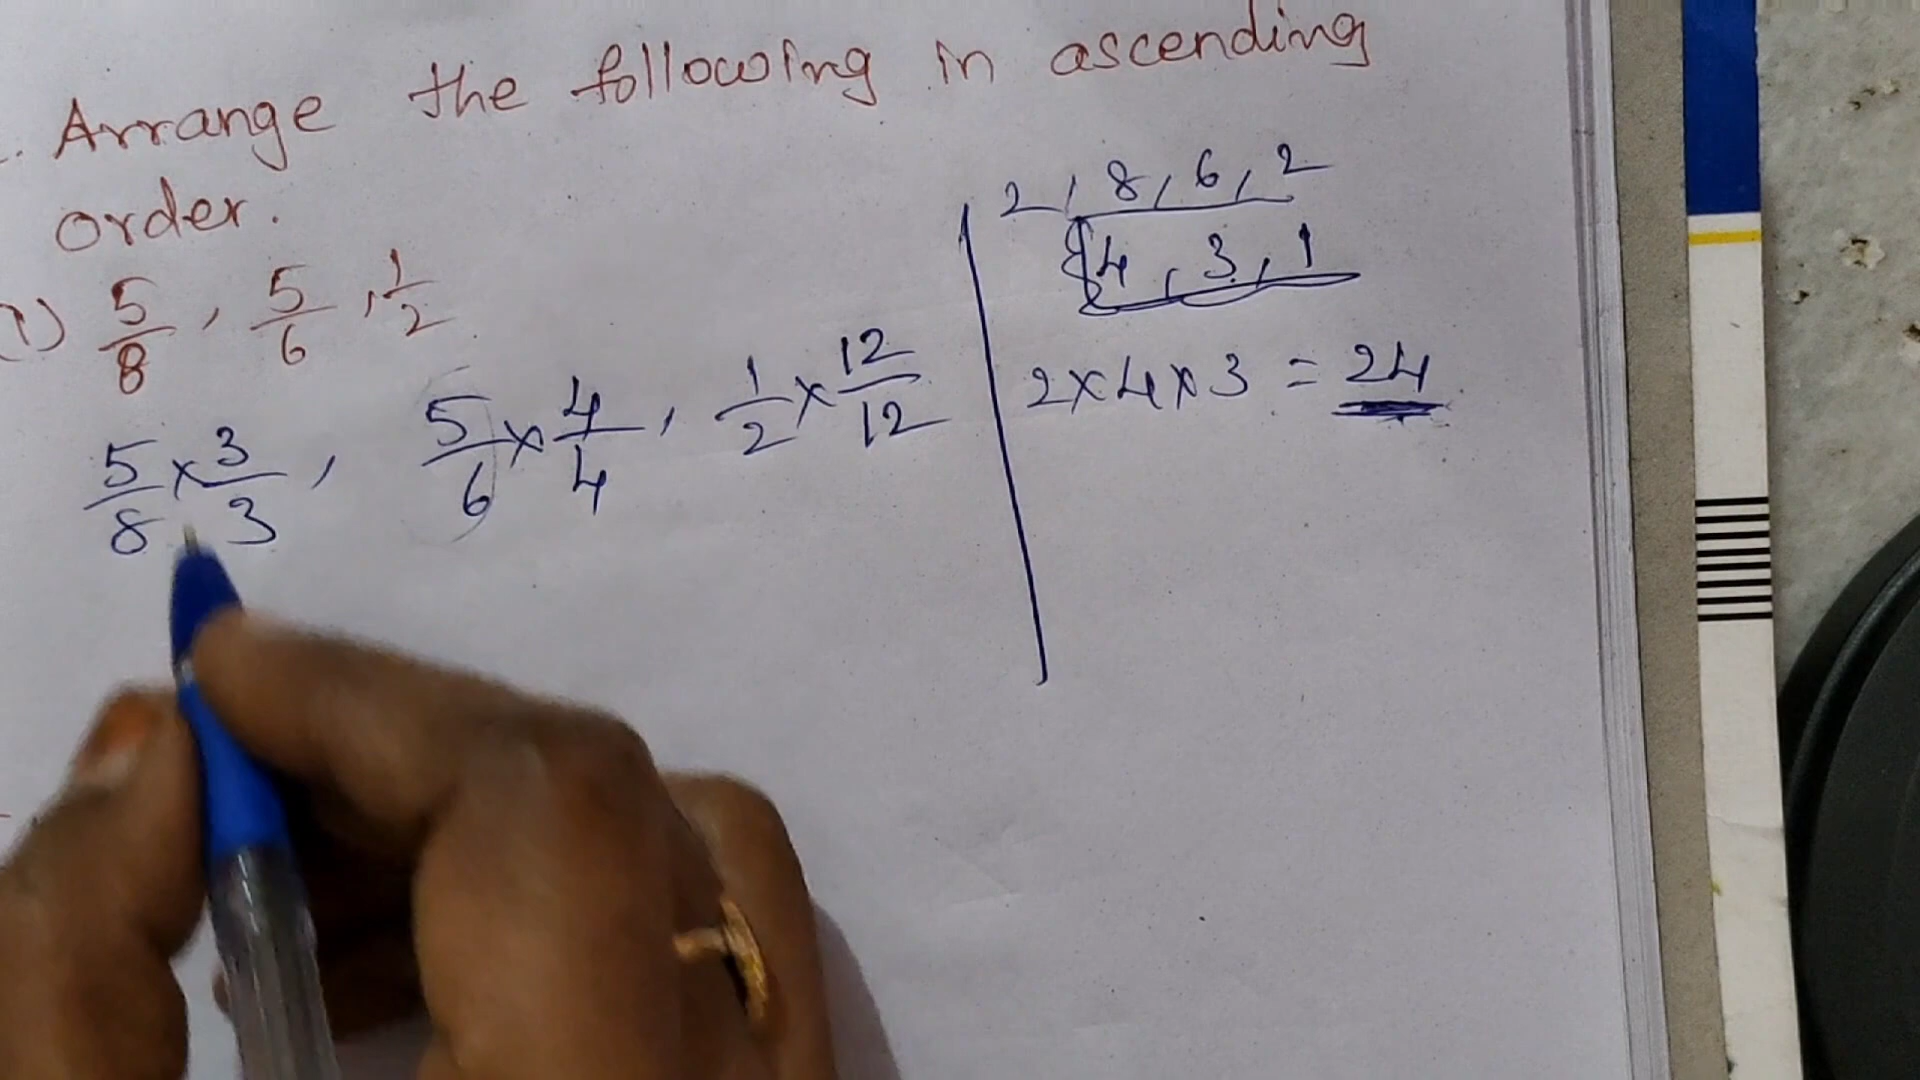 Arrange the following in ascending
order.
1) 5/8, 5/6, 1/2
5/8 × 3/3, 5/6 × 4/4, 1/2 × 12/12
2, 8, 6, 2
4, 3, 1
2×4×3 = 24